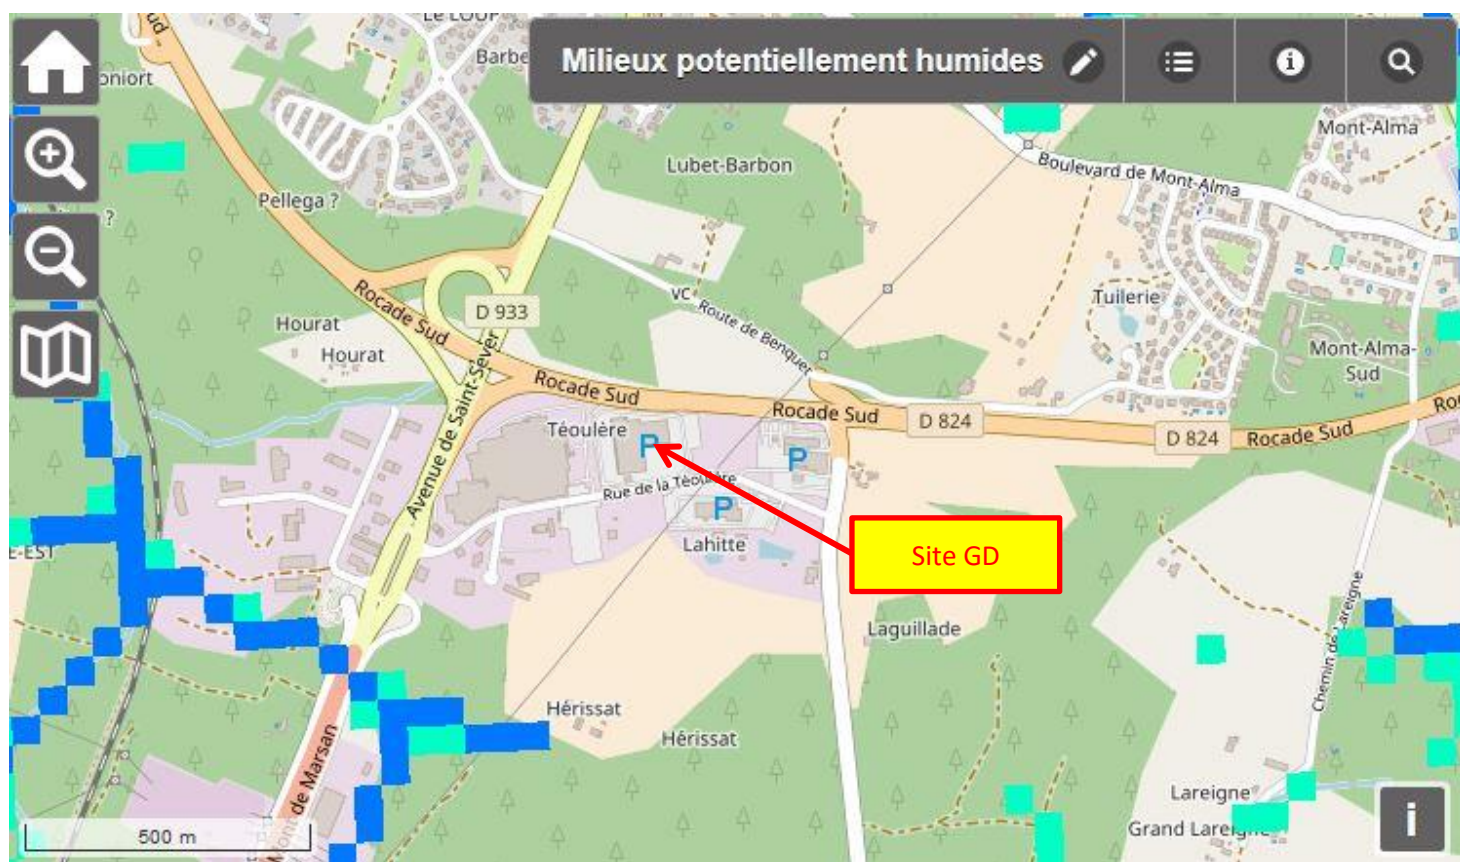 Le LOUP
Barbe
Milieux potentiellement humides
oniort
Mont-Alma
Lubet-Barbon
Boulevard de Mont-Alma
Pellega ?
?
Rocade Sud
D 933
VC Route de Benquet
Tuilerie
Hourat
Hourat
Mont-Alma-
Sud
Avenue de Saint-Sever
Rocade Sud
Rocade Sud
D 824
D 824
Rocade Sud
Téoulère
P
P
Rue de la Téoulère
P
Lahitte
Site GD
E-EST
Laguillade
Chemin de Lareigne
Hérissat
Hérissat
Mont de Marsan
Lareigne
Grand Lareigne
500 m
i